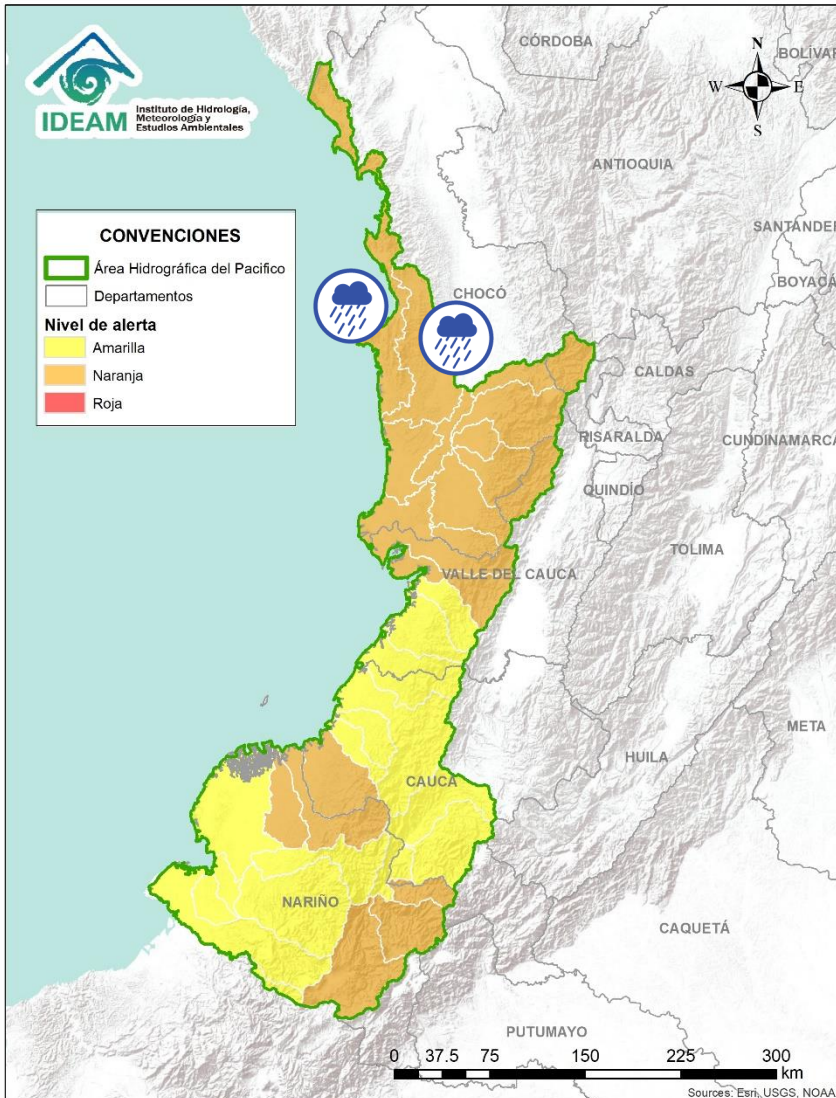 IDEAM
Instituto de Hidrología,
Meteorología y
Estudios Ambientales
CÓRDOBA
BOLÍVAR
N
W
E
S
ANTIOQUIA
SANTANDER
BOYACÁ
CONVENCIONES
Área Hidrográfica del Pacifico
Departamentos
Nivel de alerta
Amarilla
Naranja
Roja
CHOCÓ
CALDAS
RISARALDA
CUNDINAMARCA
QUINDÍO
TOLIMA
VALLE DEL CAUCA
META
HUILA
CAUCA
NARIÑO
CAQUETÁ
PUTUMAYO
0 37.5 75 150 225 300
km
Sources: Esri, USGS, NOAA